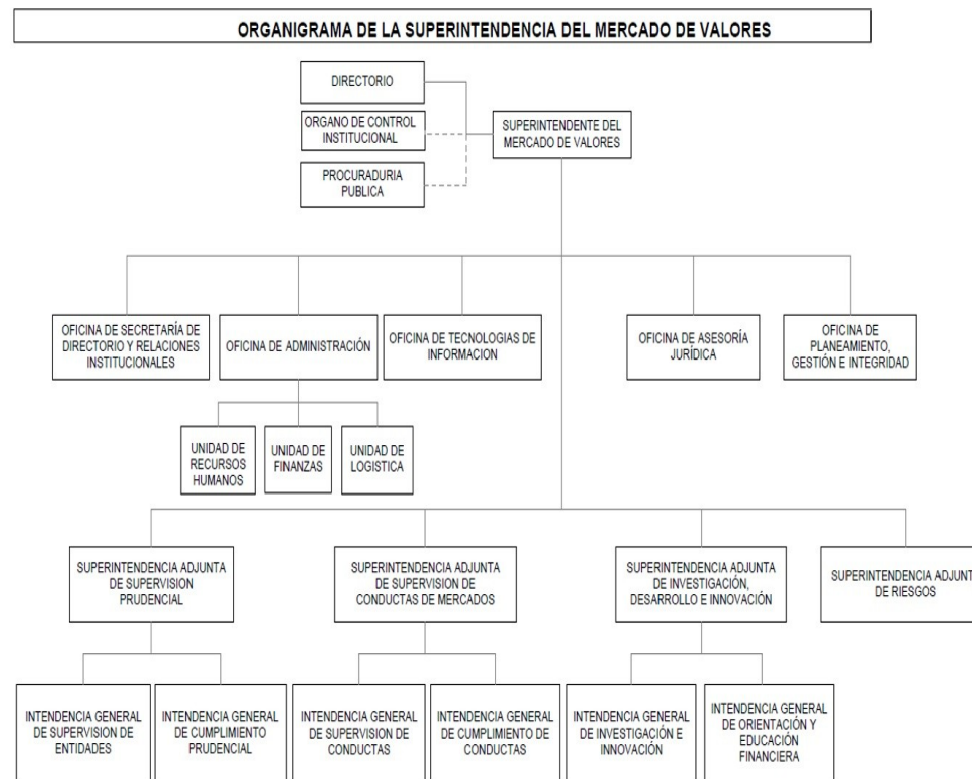 ORGANIGRAMA DE LA SUPERINTENDENCIA DEL MERCADO DE VALORES
DIRECTORIO
ORGANO DE CONTROL
INSTITUCIONAL
SUPERINTENDENTE DEL
MERCADO DE VALORES
PROCURADURIA
PUBLICA
OFICINA DE SECRETARÍA DE
DIRECTORIO Y RELACIONES
INSTITUCIONALES
OFICINA DE ADMINISTRACIÓN
OFICINA DE TECNOLOGIAS DE
INFORMACION
OFICINA DE ASESORÍA
JURÍDICA
OFICINA DE
PLANEAMIENTO,
GESTIÓN E INTEGRIDAD
UNIDAD DE
RECURSOS
HUMANOS
UNIDAD DE
FINANZAS
UNIDAD DE
LOGISTICA
SUPERINTENDENCIA ADJUNTA
DE SUPERVISION
PRUDENCIAL
SUPERINTENDENCIA ADJUNTA
DE SUPERVISION DE
CONDUCTAS DE MERCADOS
SUPERINTENDENCIA ADJUNTA
DE INVESTIGACIÓN,
DESARROLLO E INNOVACIÓN
SUPERINTENDENCIA ADJUNT
DE RIESGOS
INTENDENCIA GENERAL
DE SUPERVISION DE
ENTIDADES
INTENDENCIA GENERAL
DE CUMPLIMIENTO
PRUDENCIAL
INTENDENCIA GENERAL
DE SUPERVISION DE
CONDUCTAS
INTENDENCIA GENERAL
DE CUMPLIMIENTO DE
CONDUCTAS
INTENDENCIA GENERAL
DE INVESTIGACIÓN E
INNOVACIÓN
INTENDENCIA GENERAL
DE ORIENTACIÓN Y
EDUCACIÓN
FINANCIERA